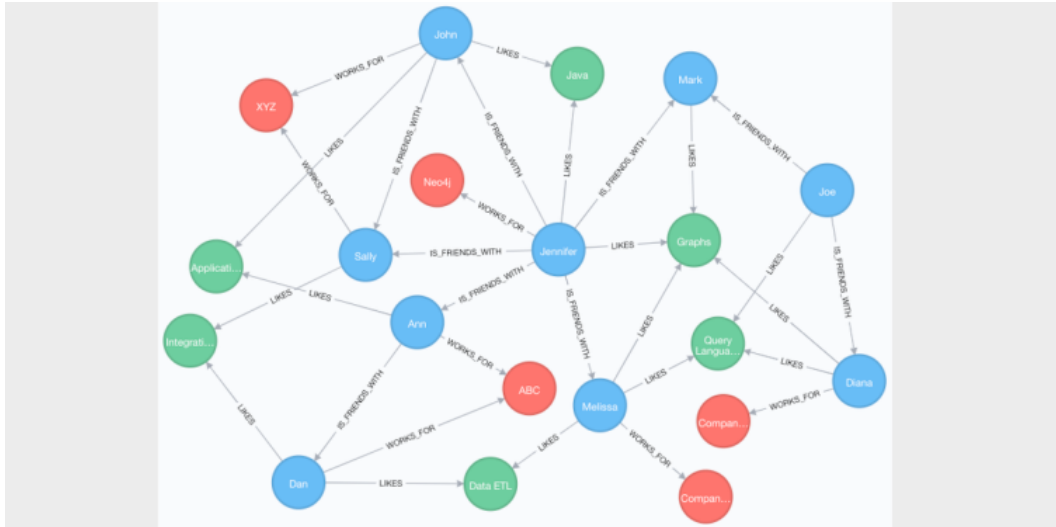 John
LIKES
Java
Mark
WORKS_FOR
XYZ
IS_FRIENDS_WITH
IS_FRIENDS_WITH
LIKES
IS_FRIENDS_WITH
LIKES
IS_FRIENDS_WITH
LIKES
WORKS_FOR
Neo4j
Joe
WORKS_FOR
Sally
IS_FRIENDS_WITH
Jennifer
LIKES
Graphs
LIKES
IS_FRIENDS_WITH
Applicati...
LIKES
LIKES
IS_FRIENDS_WITH
IS_FRIENDS_WITH
LIKES
LIKES
Ann
Integrati...
WORKS_FOR
Query
Langua...
LIKES
LIKES
Diana
IS_FRIENDS_WITH
ABC
Melissa
WORKS_FOR
Compan...
LIKES
WORKS_FOR
LIKES
WORKS_FOR
Dan
LIKES
Data ETL
Compan...